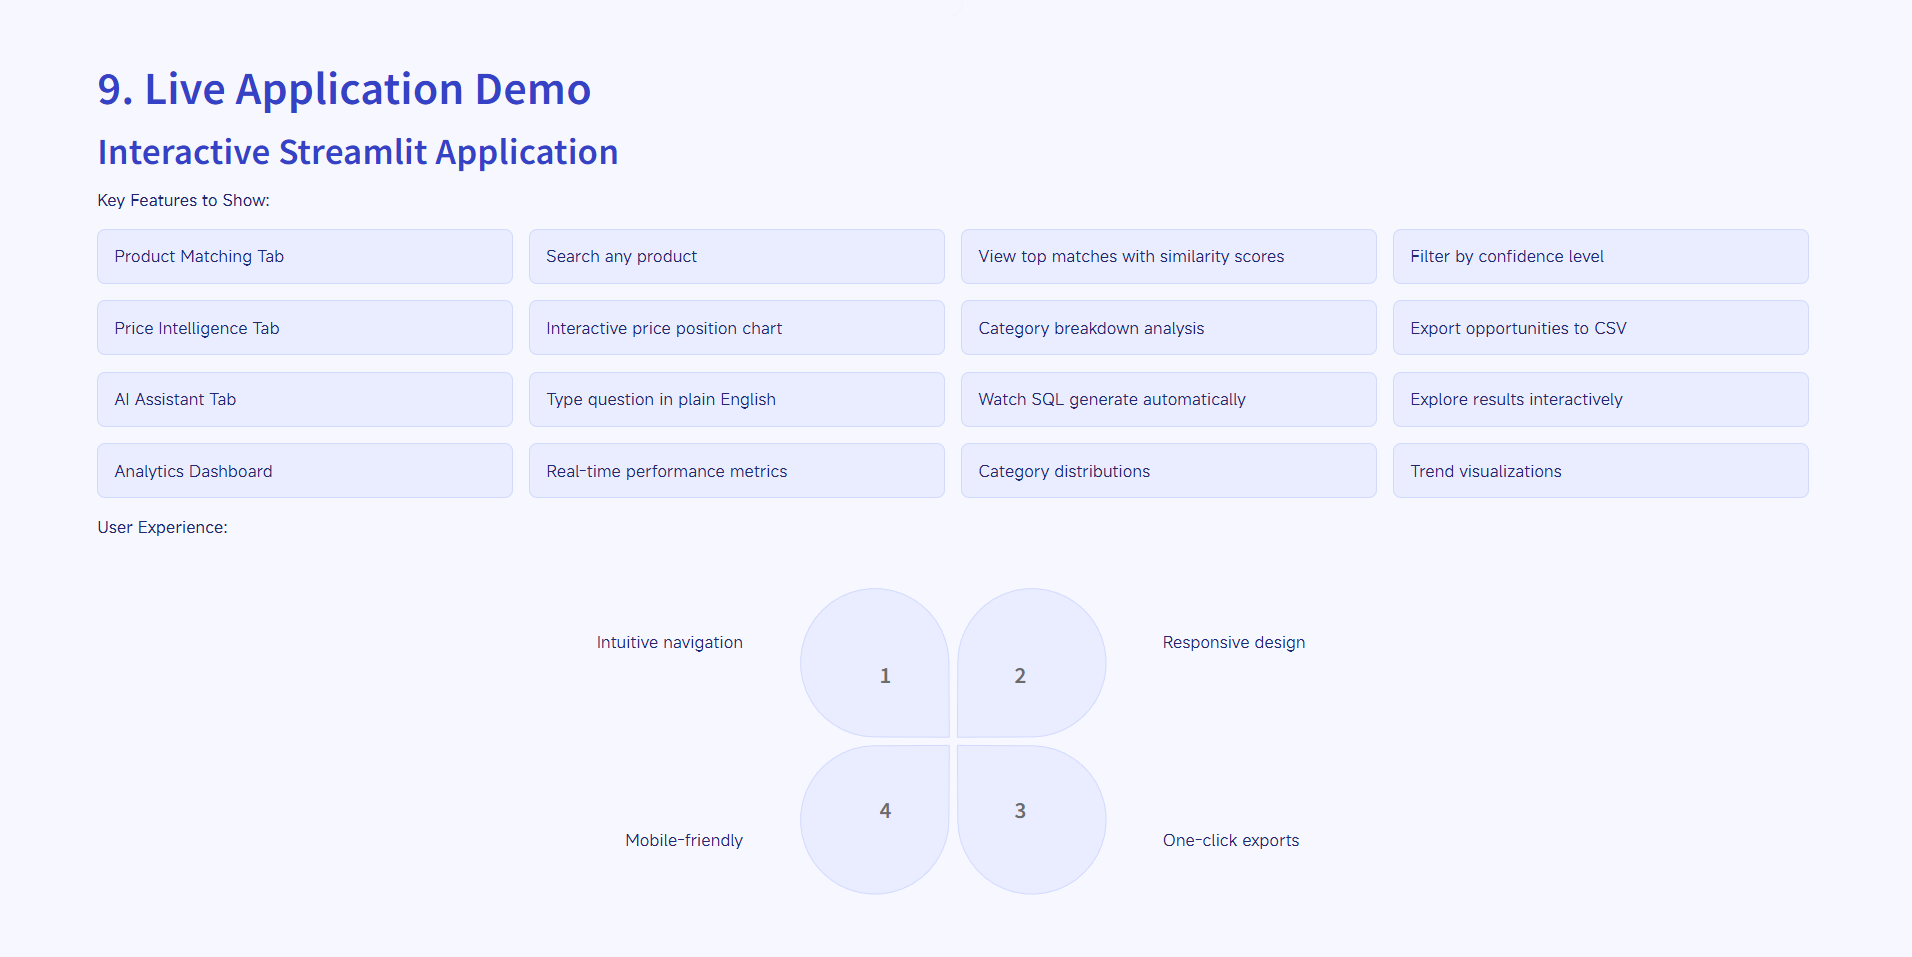 9. Live Application Demo
Interactive Streamlit Application
Key Features to Show:
Product Matching Tab
Search any product
View top matches with similarity scores
Filter by confidence level
Price Intelligence Tab
Interactive price position chart
Category breakdown analysis
Export opportunities to CSV
AI Assistant Tab
Type question in plain English
Watch SQL generate automatically
Explore results interactively
Analytics Dashboard
Real-time performance metrics
Category distributions
Trend visualizations
User Experience:
Intuitive navigation
1
2
Responsive design
Mobile-friendly
4
3
One-click exports